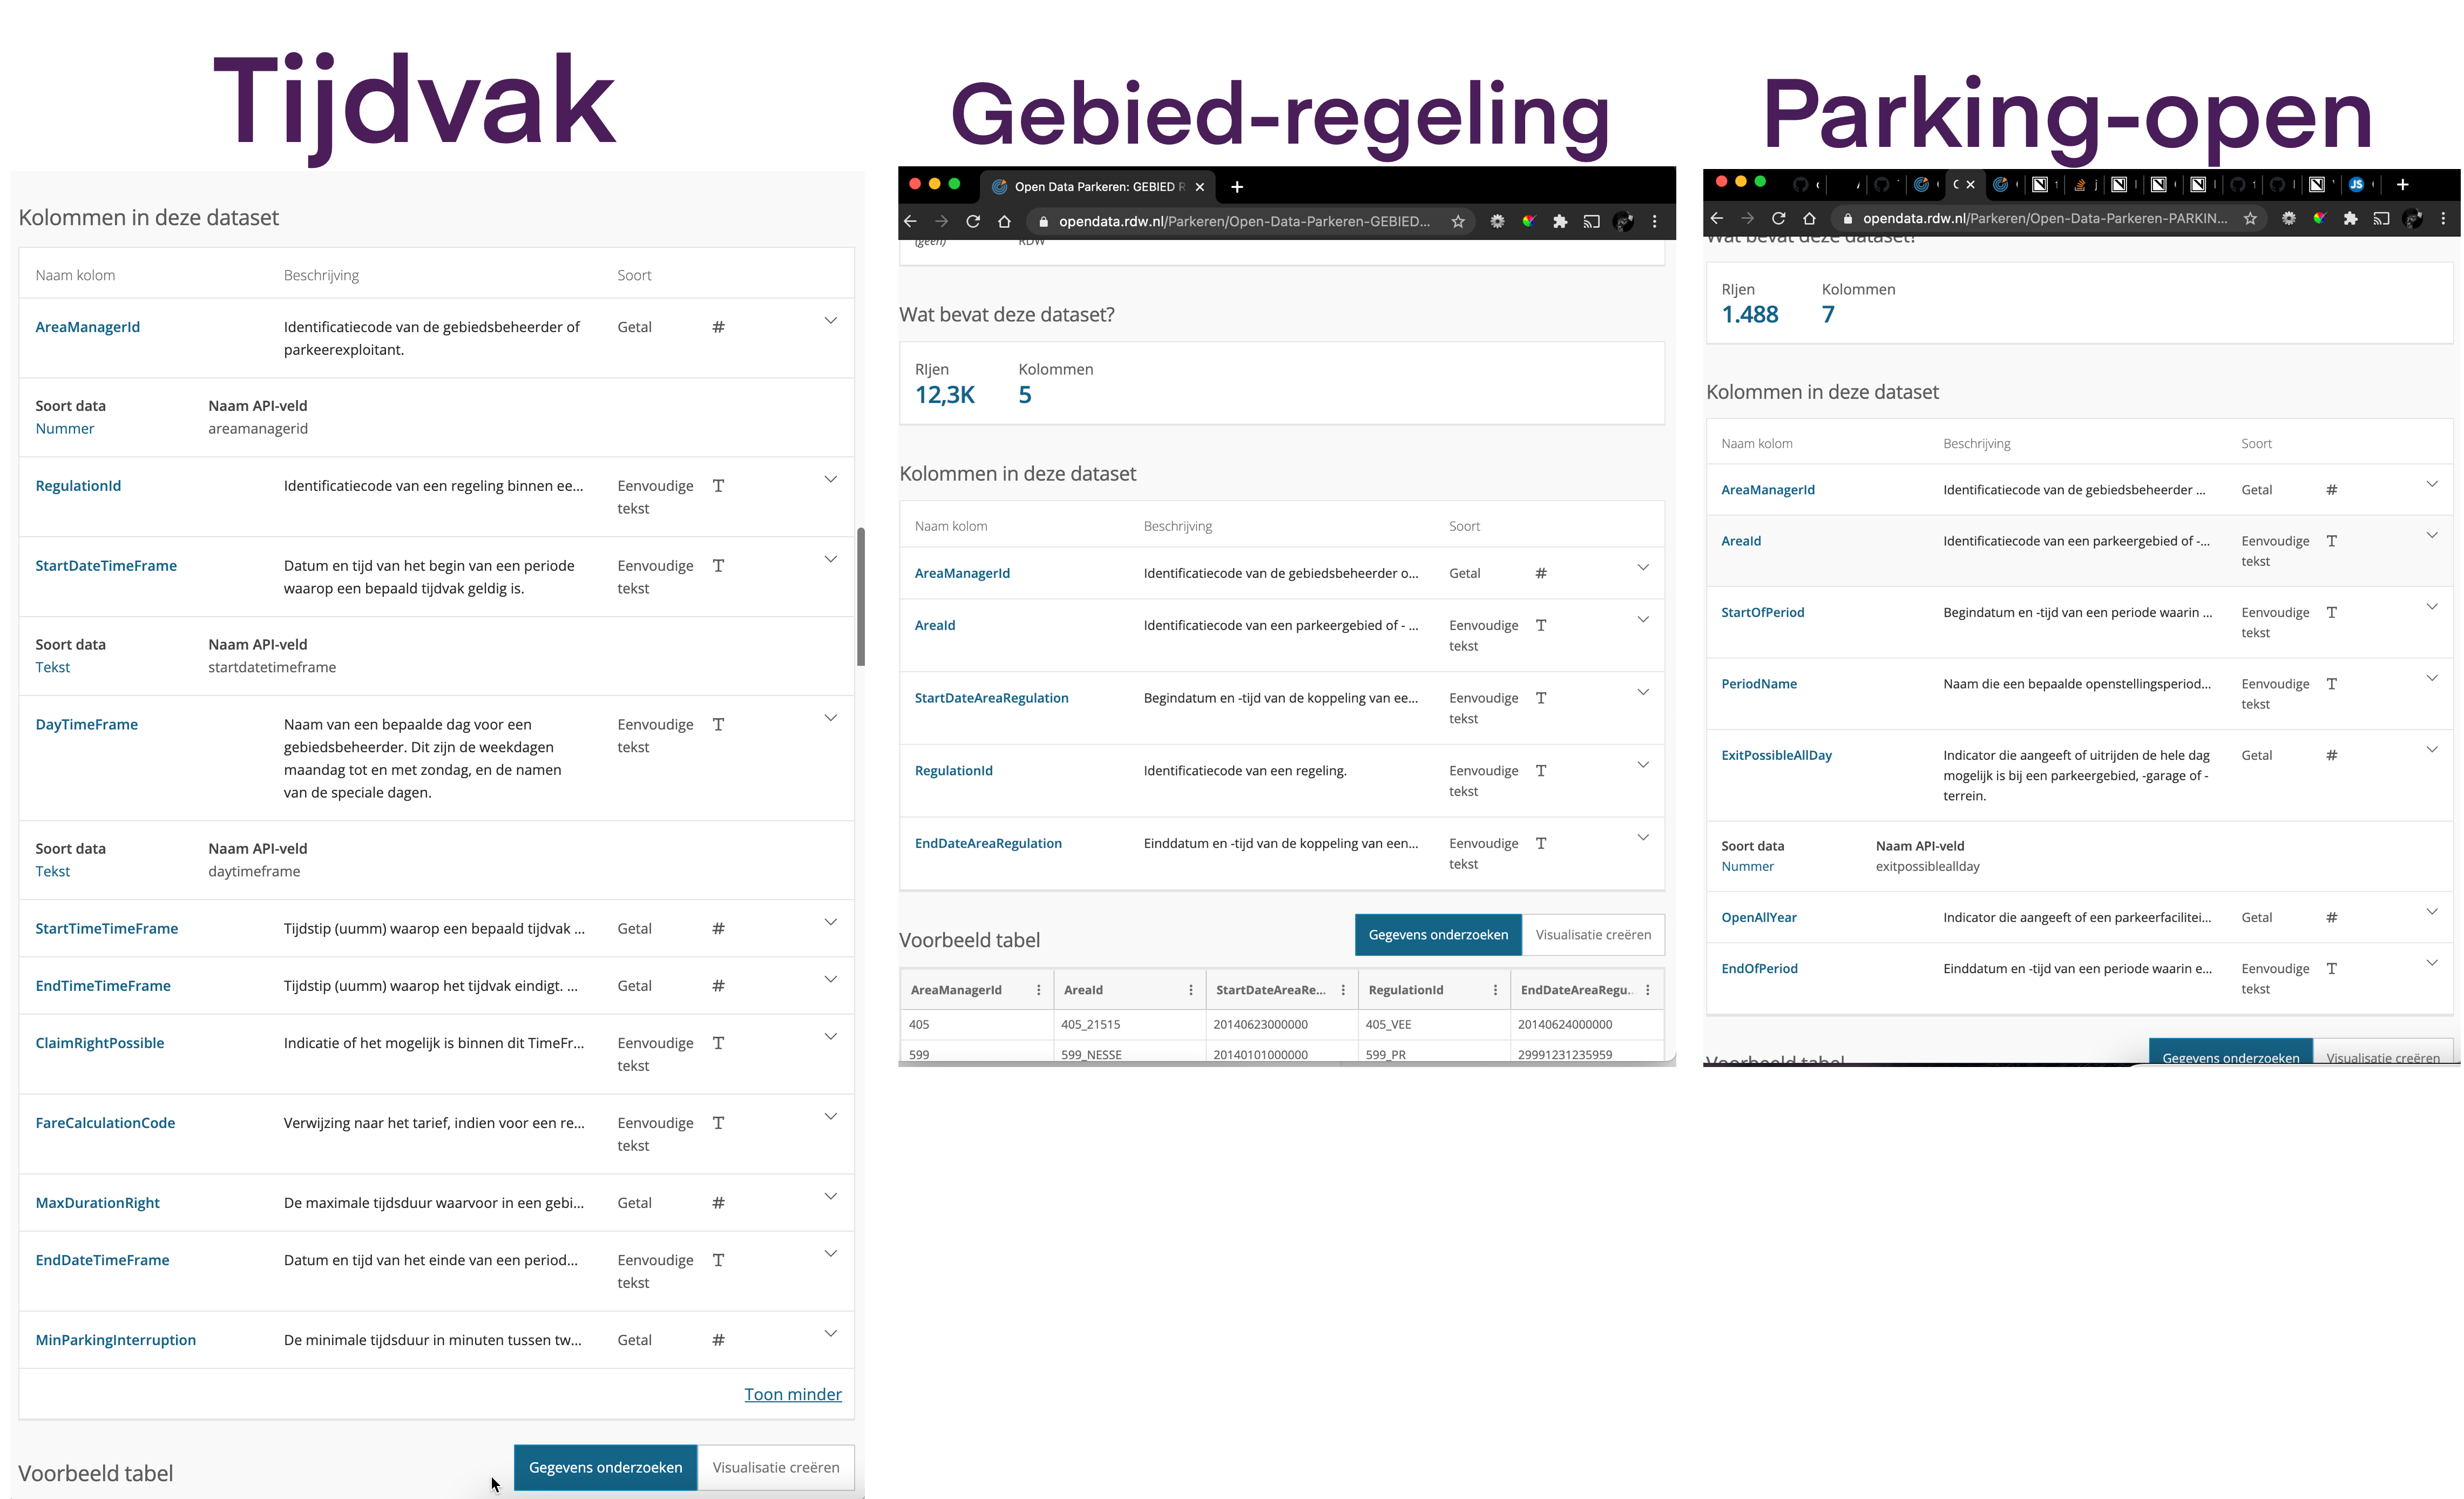 Tijdvak
Kolommen in deze dataset
Naam kolom Beschrijving Soort
AreaManagerId Identificatiecode van de gebiedsbeheerder of Getal #
parkeerexploitant.
Soort data Naam API-veld
Nummer areamanagerid
RegulationId Identificatiecode van een regeling binnen ee... Eenvoudige T
tekst
StartDateTimeFrame Datum en tijd van het begin van een periode Eenvoudige T
waarop een bepaald tijdvak geldig is. tekst
Soort data Naam API-veld
Tekst startdatetimeframe
DayTimeFrame Naam van een bepaalde dag voor een Eenvoudige T
gebiedsbeheerder. Dit zijn de weekdagen tekst
maandag tot en met zondag, en de namen
van de speciale dagen.
Soort data Naam API-veld
Tekst daytimeframe
StartTimeTimeFrame Tijdstip (uumm) waarop een bepaald tijdvak ... Getal #
EndTimeTimeFrame Tijdstip (uumm) waarop het tijdvak eindigt. ... Getal #
ClaimRightPossible Indicatie of het mogelijk is binnen dit TimeFr... Eenvoudige T
tekst
FareCalculationCode Verwijzing naar het tarief, indien voor een re... Eenvoudige T
tekst
MaxDurationRight De maximale tijdsduur waarvoor in een gebi... Getal #
EndDateTimeFrame Datum en tijd van het einde van een period... Eenvoudige T
tekst
MinParkingInterruption De minimale tijdsduur in minuten tussen tw... Getal #
Toon minder
Voorbeeld tabel Gegevens onderzoeken Visualisatie creëren
Gebied-regeling
Open Data Parkeren: GEBIED R
opendata.rdw.nl/Parkeren/Open-Data-Parkeren-GEBIED...
(geen) RDW
Wat bevat deze dataset?
RIjen Kolommen
12,3K 5
Kolommen in deze dataset
Naam kolom Beschrijving Soort
AreaManagerId Identificatiecode van de gebiedsbeheerder o... Getal #
AreaId Identificatiecode van een parkeergebied of - ... Eenvoudige T
tekst
StartDateAreaRegulation Begindatum en -tijd van de koppeling van ee... Eenvoudige T
tekst
RegulationId Identificatiecode van een regeling. Eenvoudige T
tekst
EndDateAreaRegulation Einddatum en -tijd van de koppeling van een... Eenvoudige T
tekst
Voorbeeld tabel Gegevens onderzoeken Visualisatie creëren
AreaManagerId AreaId StartDateAreaRe... RegulationId EndDateAreaRegu...
405 405_21515 20140623000000 405_VEE 20140624000000
599 599_NESSE 20140101000000 599_PR 29991231235959
Parking-open
opendata.rdw.nl/Parkeren/Open-Data-Parkeren-PARKIN...
Wat bevat deze dataset?
RIjen Kolommen
1.488 7
Kolommen in deze dataset
Naam kolom Beschrijving Soort
AreaManagerId Identificatiecode van de gebiedsbeheerder ... Getal #
AreaId Identificatiecode van een parkeergebied of -... Eenvoudige T
tekst
StartOfPeriod Begindatum en -tijd van een periode waarin ... Eenvoudige T
tekst
PeriodName Naam die een bepaalde openstellingsperiod... Eenvoudige T
tekst
ExitPossibleAllDay Indicator die aangeeft of uitrijden de hele dag Getal #
mogelijk is bij een parkeergebied, -garage of -
terrein.
Soort data Naam API-veld
Nummer exitpossibleallday
OpenAllYear Indicator die aangeeft of een parkeerfacilitei... Getal #
EndOfPeriod Einddatum en -tijd van een periode waarin e... Eenvoudige T
tekst
Voorbeeld tabel Gegevens onderzoeken Visualisatie creëren